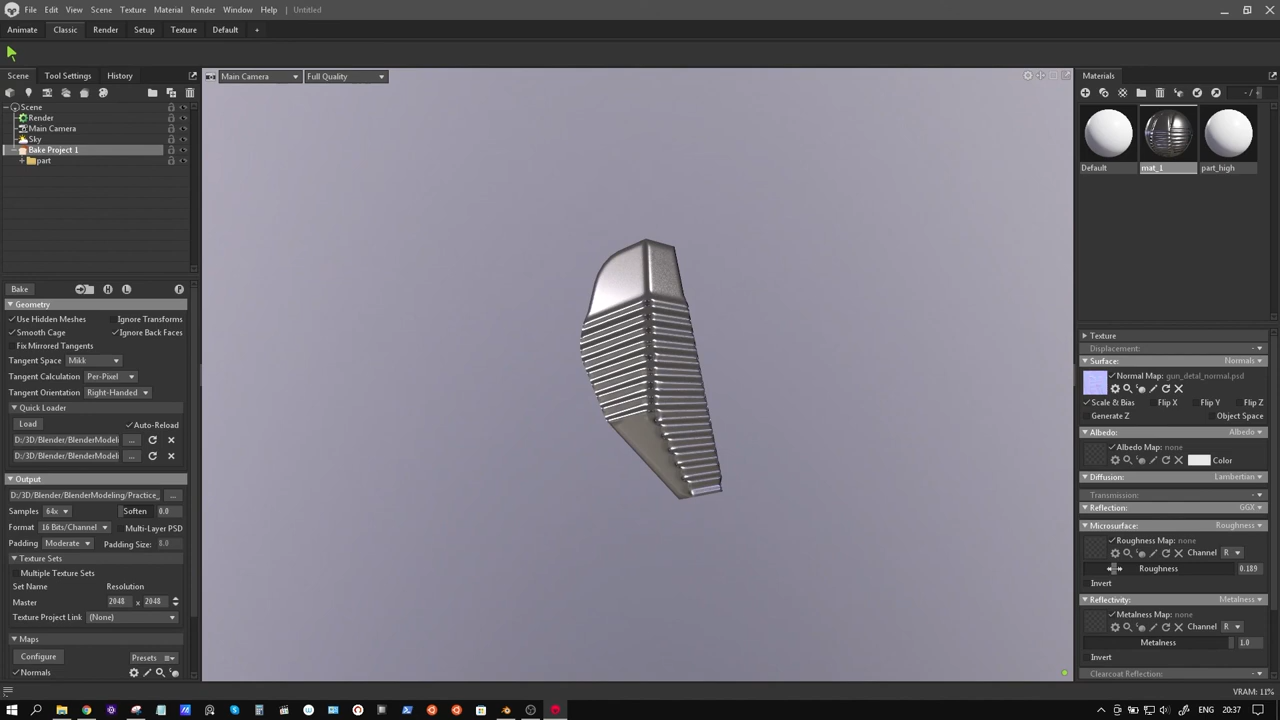 File Edit View Scene Texture Material Render Window Help Untitled
Animate Classic Render Setup Texture Default +
Scene Tool Settings History
Main Camera Full Quality
Materials
Scene
Render
Main Camera
Sky
Bake Project 1
part
Default mat_1 part_high
Bake H L P
Geometry
Use Hidden Meshes Ignore Transforms
Smooth Cage Ignore Back Faces
Fix Mirrored Tangents
Tangent Space Mikk
Tangent Calculation Per-Pixel
Tangent Orientation Right-Handed
Quick Loader
Load Auto-Reload
D:/3D/Blender/BlenderModeli ...
D:/3D/Blender/BlenderModeli ...
Output
D:/3D/Blender/BlenderModeling/Practice_ ...
Samples 64x Soften 0.0
Format 16 Bits/Channel Multi-Layer PSD
Padding Moderate Padding Size: 8.0
Texture Sets
Multiple Texture Sets
Set Name Resolution
Master 2048 x 2048
Texture Project Link (None)
Maps
Configure Presets
Normals
Texture
Displacement:
Surface: Normals
Normal Map: gun_detal_normal.psd
Scale & Bias Flip X Flip Y Flip Z
Generate Z Object Space
Albedo: Albedo
Albedo Map: none
Color
Diffusion: Lambertian
Transmission:
Reflection: GGX
Microsurface: Roughness
Roughness Map: none
Channel R
Roughness 0.189
Invert
Reflectivity: Metalness
Metalness Map: none
Channel R
Metalness 1.0
Invert
Clearcoat Reflection:
VRAM: 11%
ENG 20:37